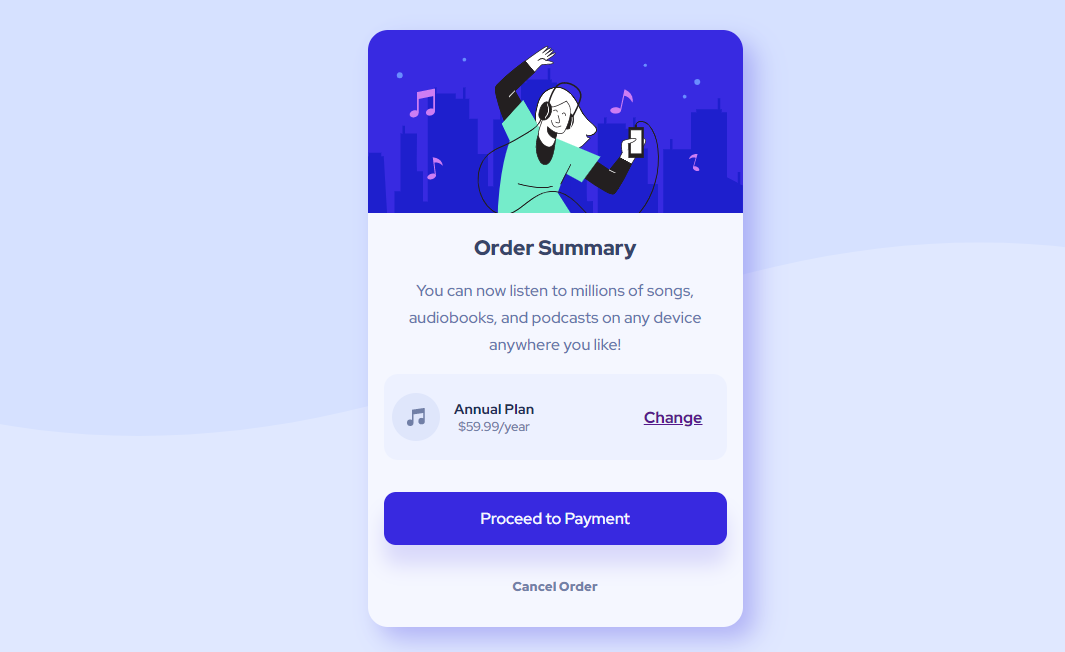 Order Summary
You can now listen to millions of songs,
audiobooks, and podcasts on any device
anywhere you like!
Annual Plan
$59.99/year
Change
Proceed to Payment
Cancel Order